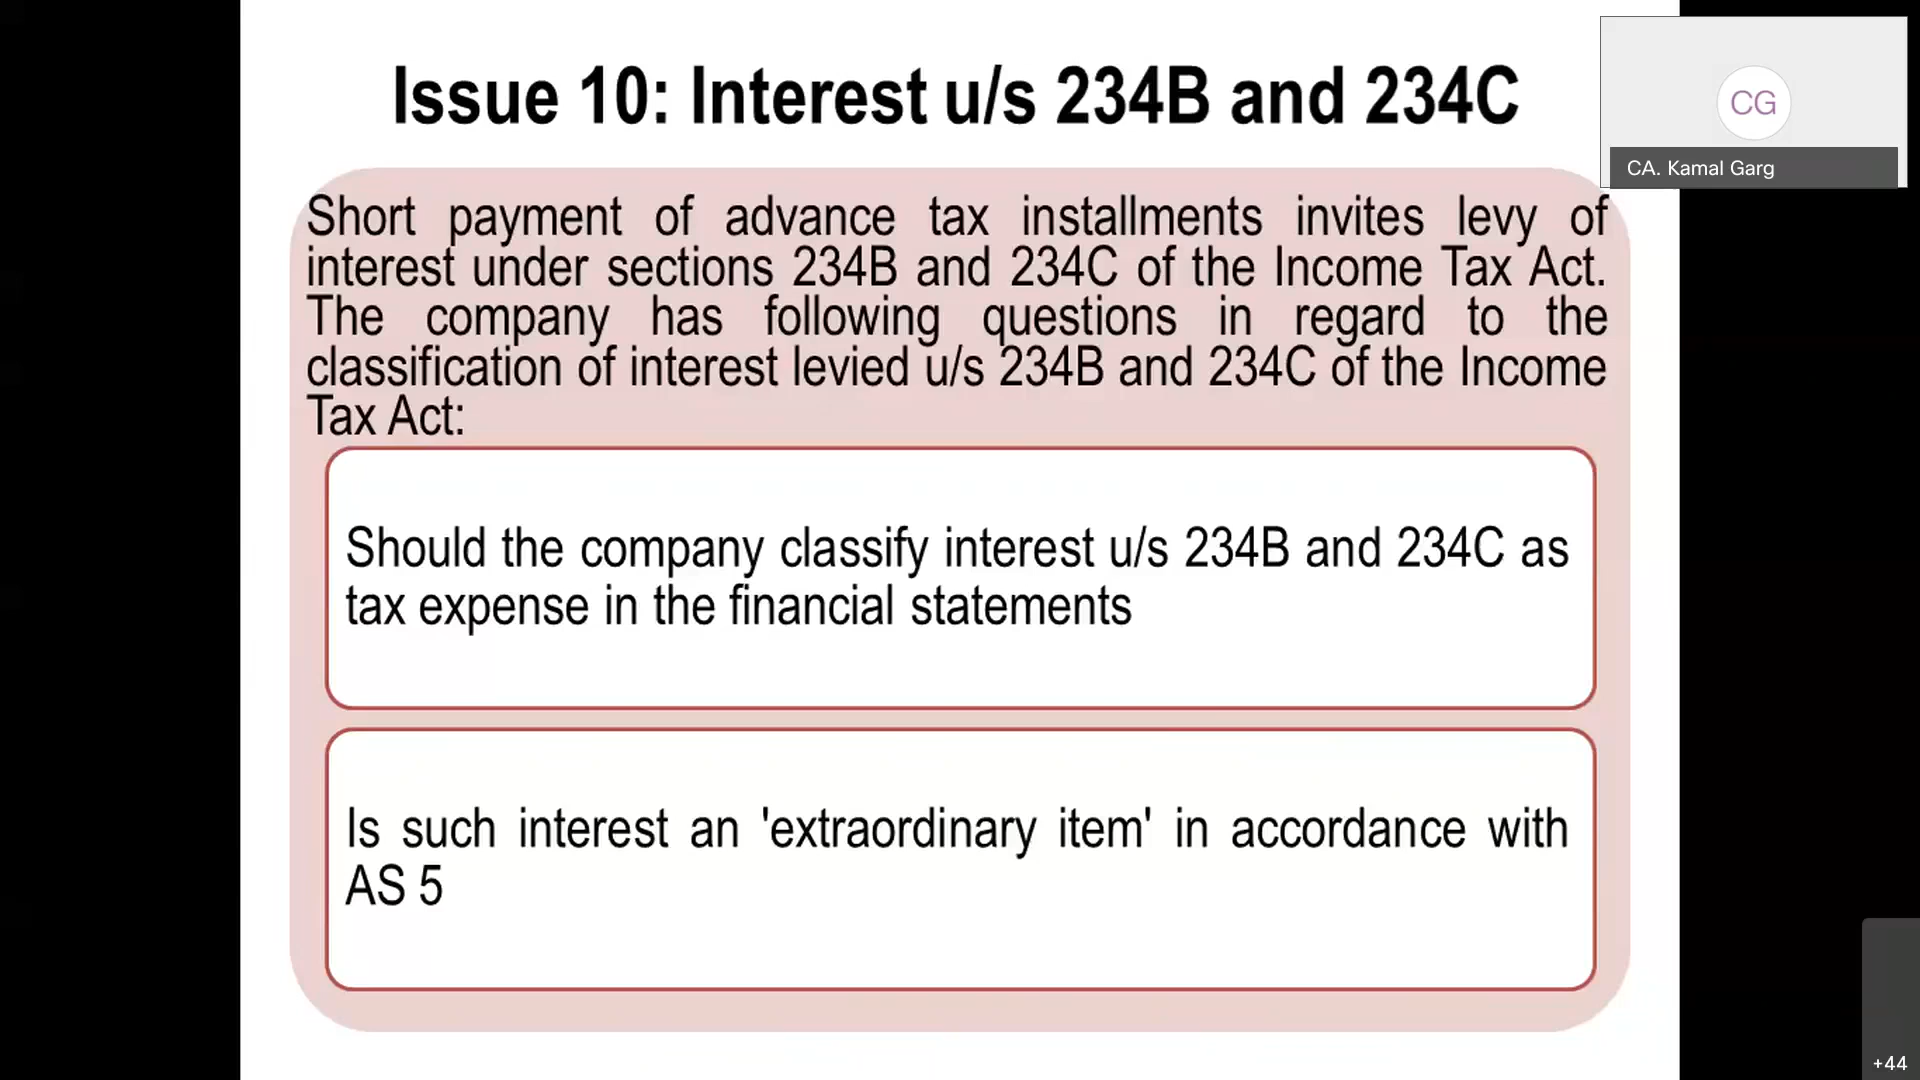 Issue 10: Interest u/s 234B and 234C
CG
CA. Kamal Garg
Short payment of advance tax installments invites levy of
interest under sections 234B and 234C of the Income Tax Act.
The company has following questions in regard to the
classification of interest levied u/s 234B and 234C of the Income
Tax Act:
Should the company classify interest u/s 234B and 234C as
tax expense in the financial statements
Is such interest an 'extraordinary item' in accordance with
AS 5
+44